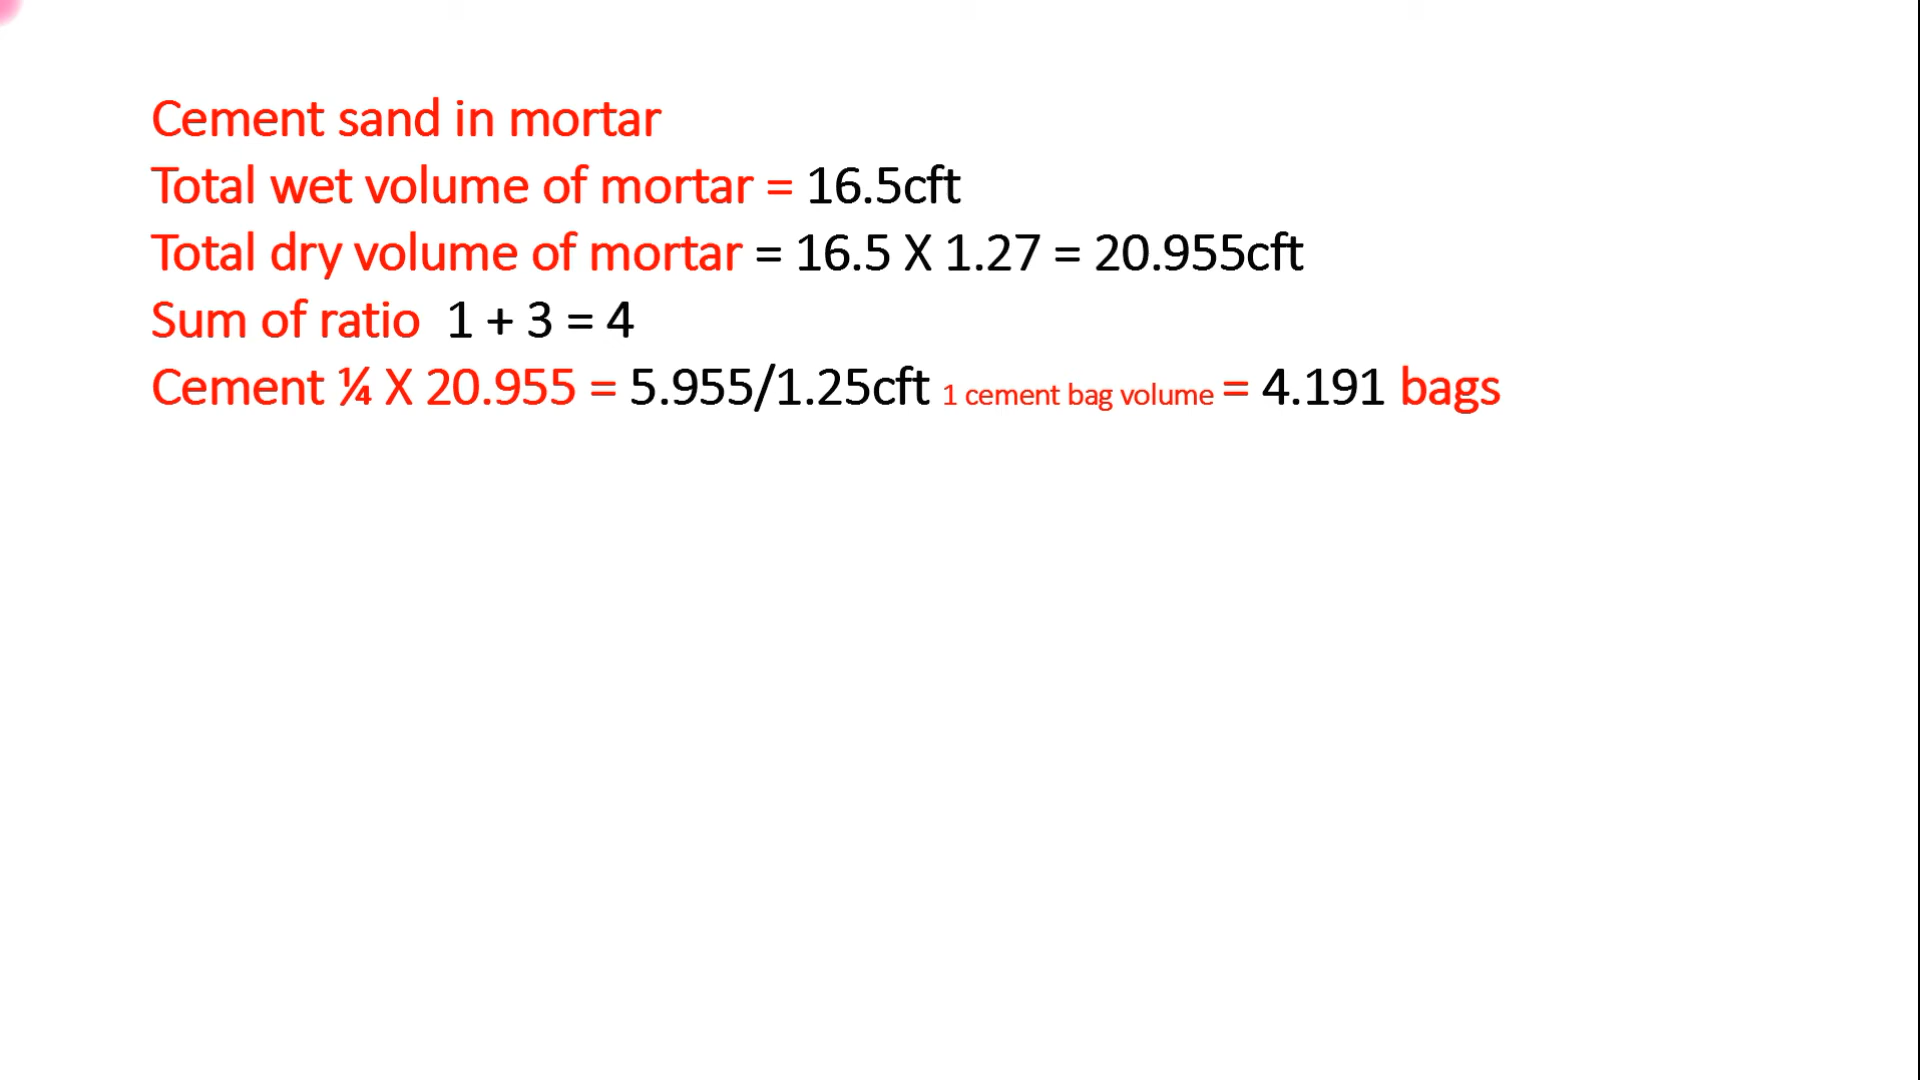 Cement sand in mortar
Total wet volume of mortar = 16.5cft
Total dry volume of mortar = 16.5 X 1.27 = 20.955cft
Sum of ratio 1 + 3 = 4
Cement ¼ X 20.955 = 5.955/1.25cft 1 cement bag volume = 4.191 bags